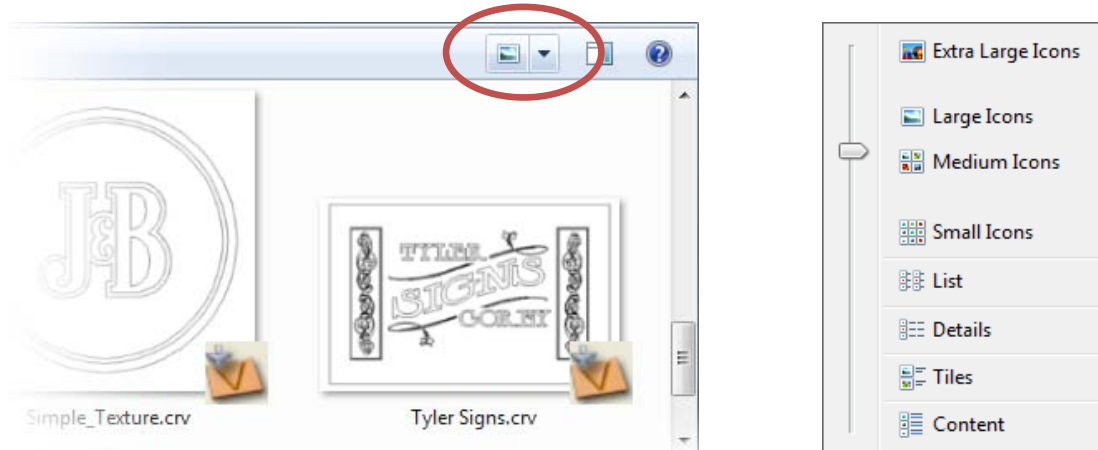 J&B
TYLER
SIGNS
Simple_Texture.crv
Tyler Signs.crv
Extra Large Icons
Large Icons
Medium Icons
Small Icons
List
Details
Tiles
Content